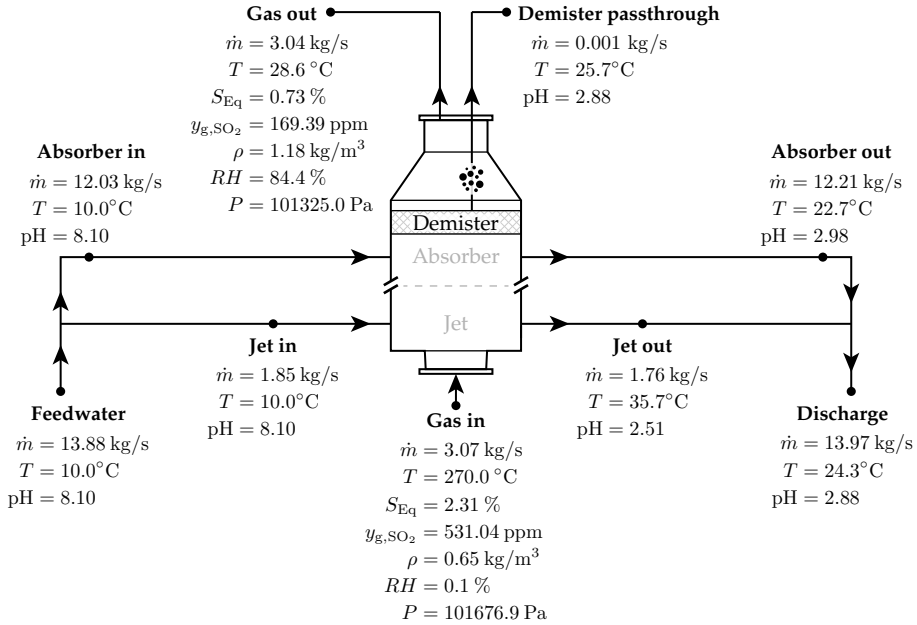 Gas out
ṁ = 3.04 kg/s
T = 28.6 °C
S_Eq = 0.73 %
y_g,SO₂ = 169.39 ppm
ρ = 1.18 kg/m³
RH = 84.4 %
P = 101325.0 Pa
Demister passthrough
ṁ = 0.001 kg/s
T = 25.7°C
pH = 2.88
Absorber in
ṁ = 12.03 kg/s
T = 10.0°C
pH = 8.10
Absorber out
ṁ = 12.21 kg/s
T = 22.7°C
pH = 2.98
Demister
Absorber
Jet
Jet in
ṁ = 1.85 kg/s
T = 10.0°C
pH = 8.10
Jet out
ṁ = 1.76 kg/s
T = 35.7°C
pH = 2.51
Feedwater
ṁ = 13.88 kg/s
T = 10.0°C
pH = 8.10
Gas in
ṁ = 3.07 kg/s
T = 270.0 °C
S_Eq = 2.31 %
y_g,SO₂ = 531.04 ppm
ρ = 0.65 kg/m³
RH = 0.1 %
P = 101676.9 Pa
Discharge
ṁ = 13.97 kg/s
T = 24.3°C
pH = 2.88